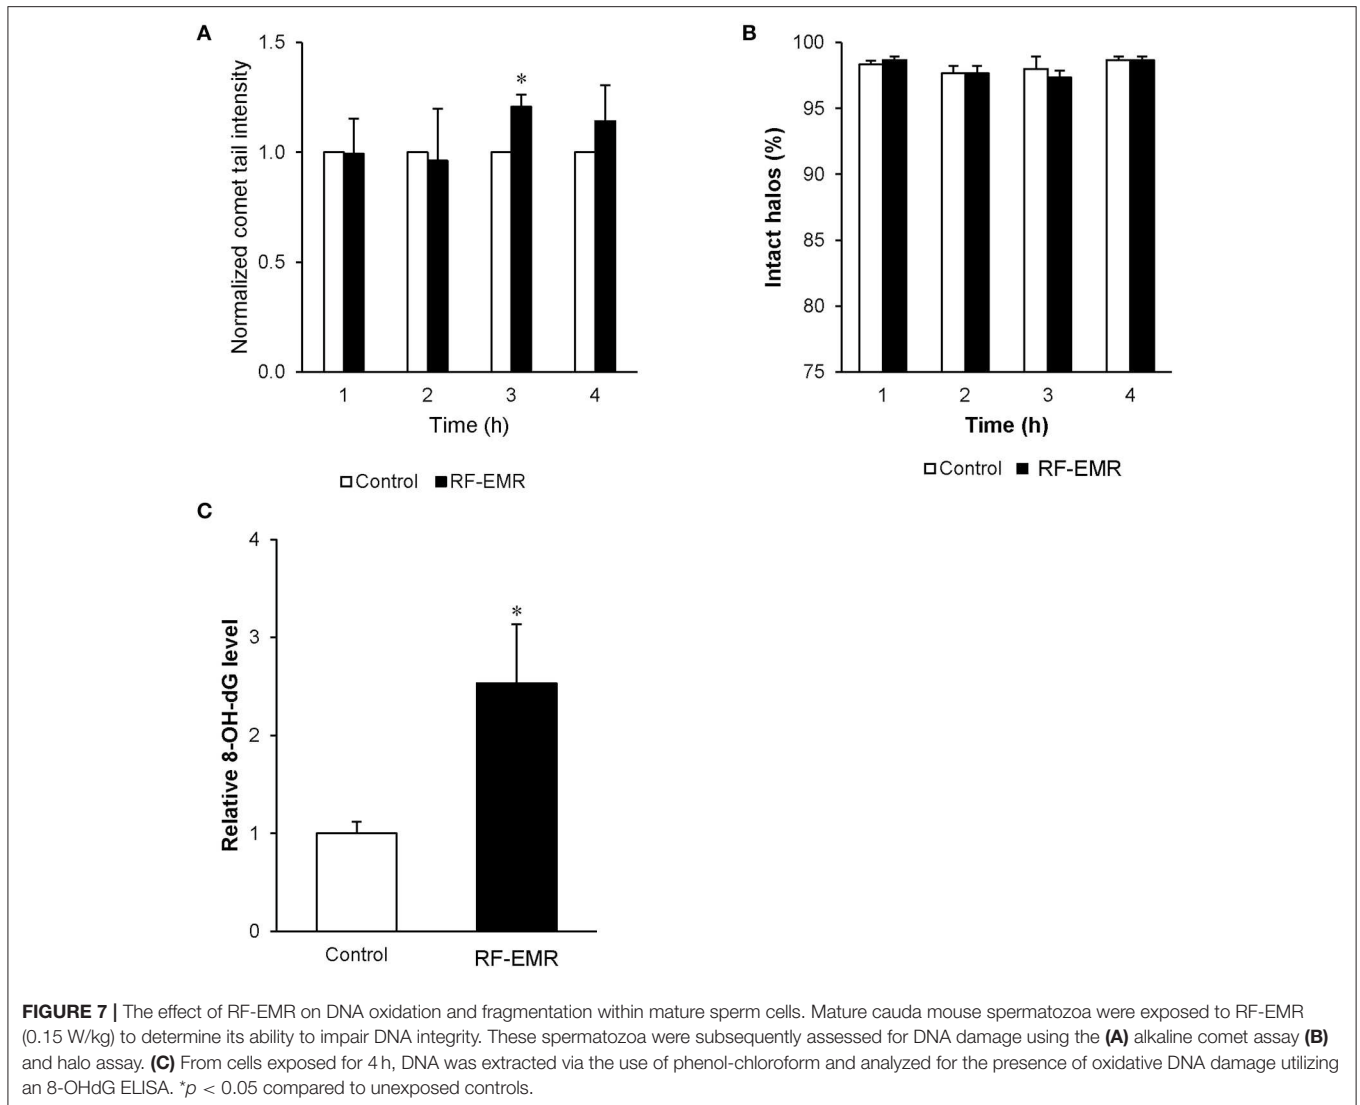 A
1.5
1.0
0.5
0.0
Normalized comet tail intensity
*
1 2 3 4
Time (h)
Control RF-EMR
B
100
95
90
85
80
75
Intact halos (%)
1 2 3 4
Time (h)
Control RF-EMR
C
4
3
2
1
0
Relative 8-OH-dG level
*
Control RF-EMR
FIGURE 7 | The effect of RF-EMR on DNA oxidation and fragmentation within mature sperm cells. Mature cauda mouse spermatozoa were exposed to RF-EMR
(0.15 W/kg) to determine its ability to impair DNA integrity. These spermatozoa were subsequently assessed for DNA damage using the (A) alkaline comet assay (B)
and halo assay. (C) From cells exposed for 4 h, DNA was extracted via the use of phenol-chloroform and analyzed for the presence of oxidative DNA damage utilizing
an 8-OHdG ELISA. *p < 0.05 compared to unexposed controls.